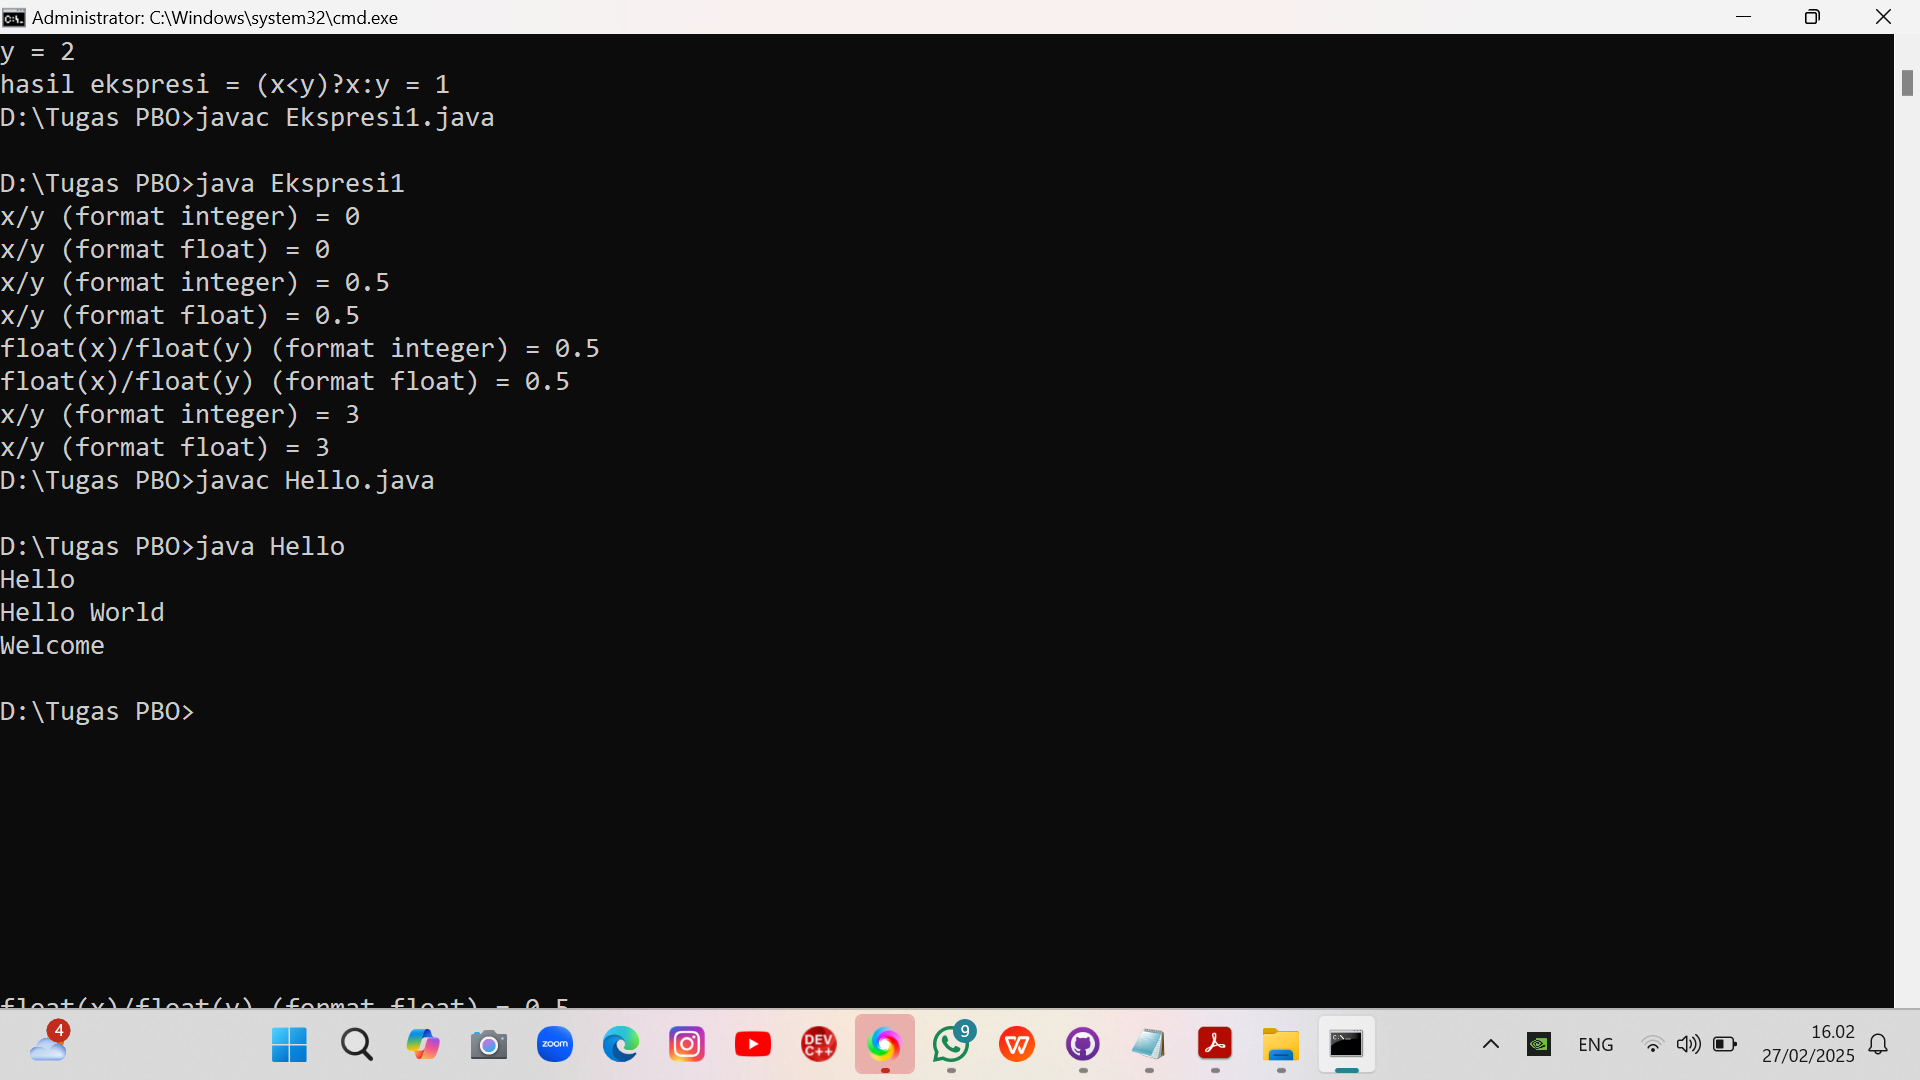 Administrator: C:\Windows\system32\cmd.exe
y = 2
hasil ekspresi = (x<y)?x:y = 1
D:\Tugas PBO>javac Ekspresi1.java
D:\Tugas PBO>java Ekspresi1
x/y (format integer) = 0
x/y (format float) = 0
x/y (format integer) = 0.5
x/y (format float) = 0.5
float(x)/float(y) (format integer) = 0.5
float(x)/float(y) (format float) = 0.5
x/y (format integer) = 3
x/y (format float) = 3
D:\Tugas PBO>javac Hello.java
D:\Tugas PBO>java Hello
Hello
Hello World
Welcome
D:\Tugas PBO>
float(x)/float(y) (format float) = 0.5
4
zoom
DEV
C++
9
ENG
16.02
27/02/2025